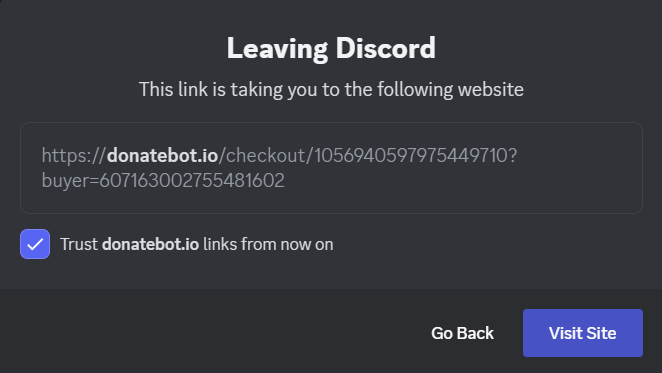 Leaving Discord
This link is taking you to the following website
https://donatebot.io/checkout/1056940597975449710?
buyer=607163002755481602
Trust donatebot.io links from now on
Go Back
Visit Site